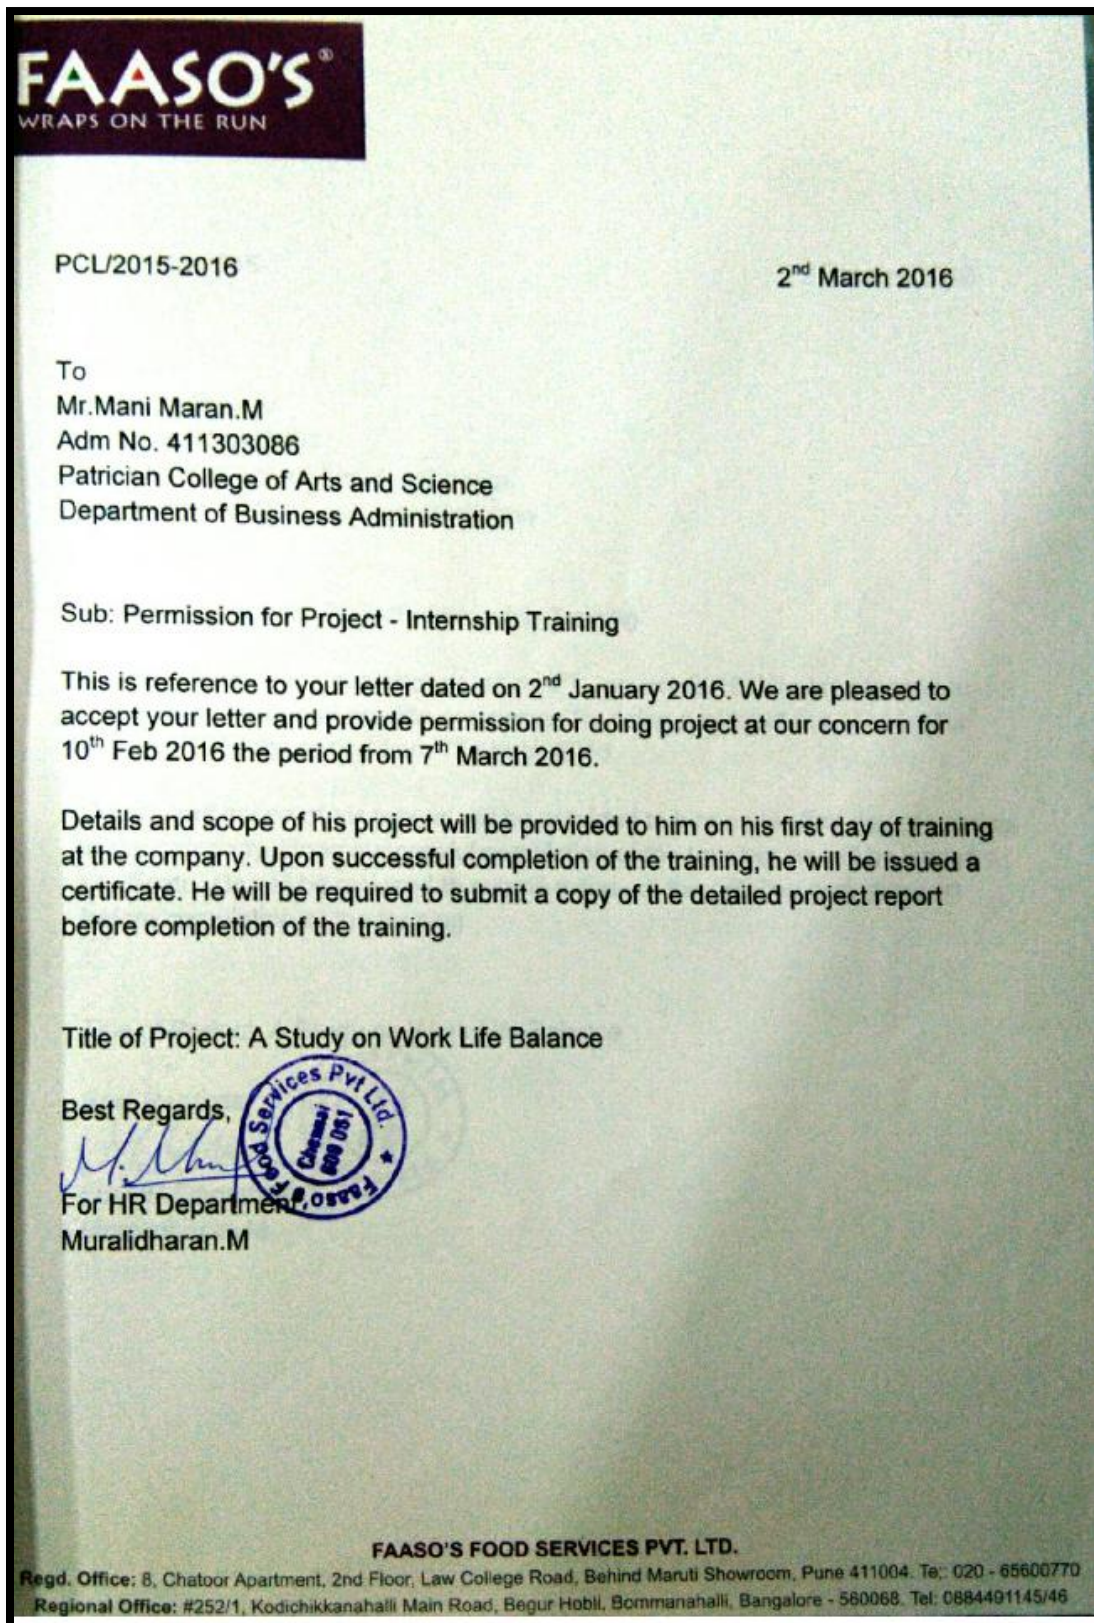 FAASO'S®
WRAPS ON THE RUN
PCL/2015-2016
2nd March 2016
To
Mr.Mani Maran.M
Adm No. 411303086
Patrician College of Arts and Science
Department of Business Administration
Sub: Permission for Project - Internship Training
This is reference to your letter dated on 2nd January 2016. We are pleased to
accept your letter and provide permission for doing project at our concern for
10th Feb 2016 the period from 7th March 2016.
Details and scope of his project will be provided to him on his first day of training
at the company. Upon successful completion of the training, he will be issued a
certificate. He will be required to submit a copy of the detailed project report
before completion of the training.
Title of Project: A Study on Work Life Balance
Best Regards,
Faaso's Food Services Pvt Ltd.
Chennai
For HR Department
Muralidharan.M
FAASO'S FOOD SERVICES PVT. LTD.
Regd. Office: 8, Chatoor Apartment, 2nd Floor, Law College Road, Behind Maruti Showroom, Pune 411004. Te;: 020 - 65600770
Regional Office: #252/1, Kodichikkanahalli Main Road, Begur Hobli, Bommanahalli, Bangalore - 560068. Tel: 0884491145/46